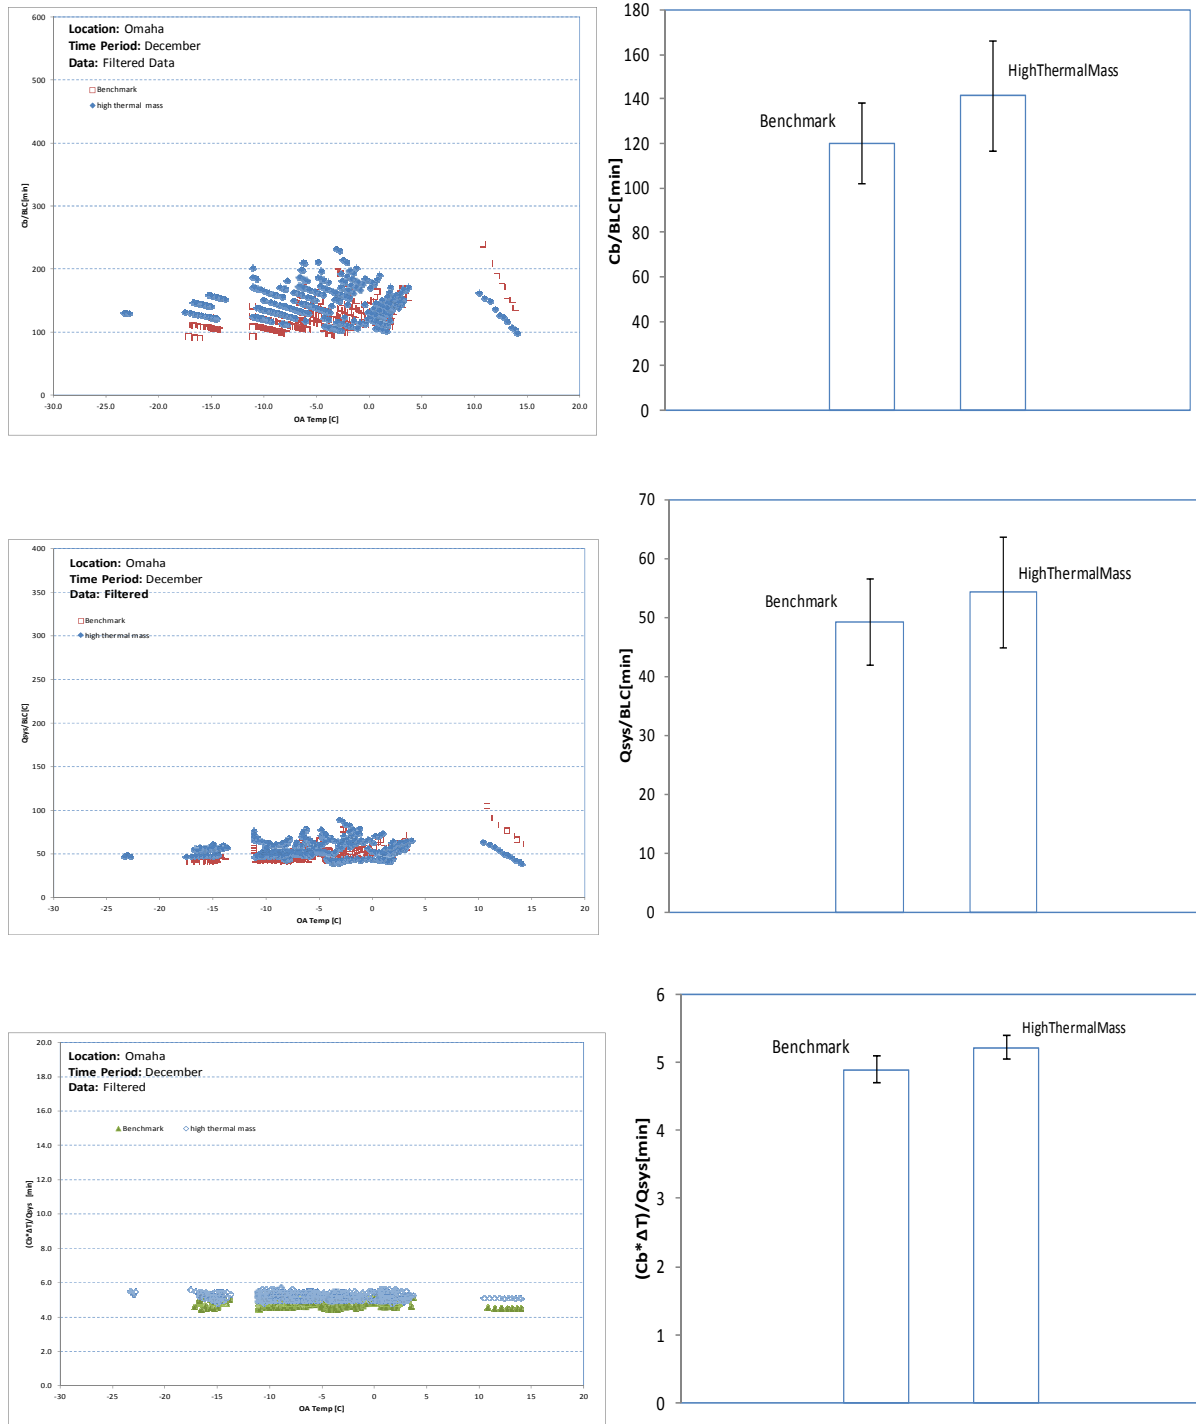 Location: Omaha
Time Period: December
Data: Filtered Data
Benchmark
high thermal mass
600
500
400
300
200
100
0
-30.0 -25.0 -20.0 -15.0 -10.0 -5.0 0.0 5.0 10.0 15.0 20.0
Cb/BLC[min]
OA Temp [C]
180
160
140
120
100
80
60
40
20
0
Cb/BLC[min]
Benchmark
HighThermalMass
Location: Omaha
Time Period: December
Data: Filtered
Benchmark
high thermal mass
400
350
300
250
200
150
100
50
0
-30 -25 -20 -15 -10 -5 0 5 10 15 20
Qsys/BLC[C]
OA Temp [C]
70
60
50
40
30
20
10
0
Qsys/BLC[min]
Benchmark
HighThermalMass
Location: Omaha
Time Period: December
Data: Filtered
Benchmark high thermal mass
20.0
18.0
16.0
14.0
12.0
10.0
8.0
6.0
4.0
2.0
0.0
-30 -25 -20 -15 -10 -5 0 5 10 15 20
(Cb*ΔT)/Qsys [min]
OA Temp [C]
6
5
4
3
2
1
0
(Cb*ΔT)/Qsys[min]
Benchmark
HighThermalMass